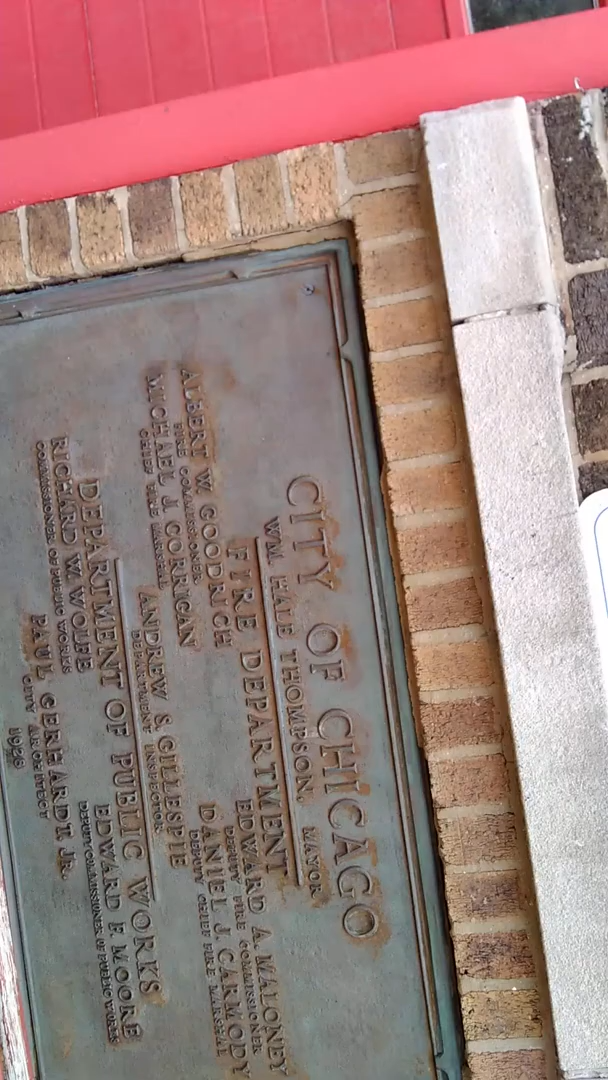 CITY OF CHICAGO
WM. HALE THOMPSON, MAYOR
FIRE DEPARTMENT
ALBERT W. GOODRICH
FIRE COMMISSIONER
EDWARD A. MALONEY
DEPUTY FIRE COMMISSIONER
MICHAEL J. CORRIGAN
CHIEF FIRE MARSHAL
DANIEL J. CARMODY
DEPUTY CHIEF FIRE MARSHAL
ANDREW S. GILLESPIE
DEPARTMENT INSPECTOR
DEPARTMENT OF PUBLIC WORKS
RICHARD W. WOLFE
COMMISSIONER OF PUBLIC WORKS
EDWARD F. MOORE
DEPUTY COMMISSIONER OF PUBLIC WORKS
PAUL GERHARDT, JR.
CITY ARCHITECT
1928